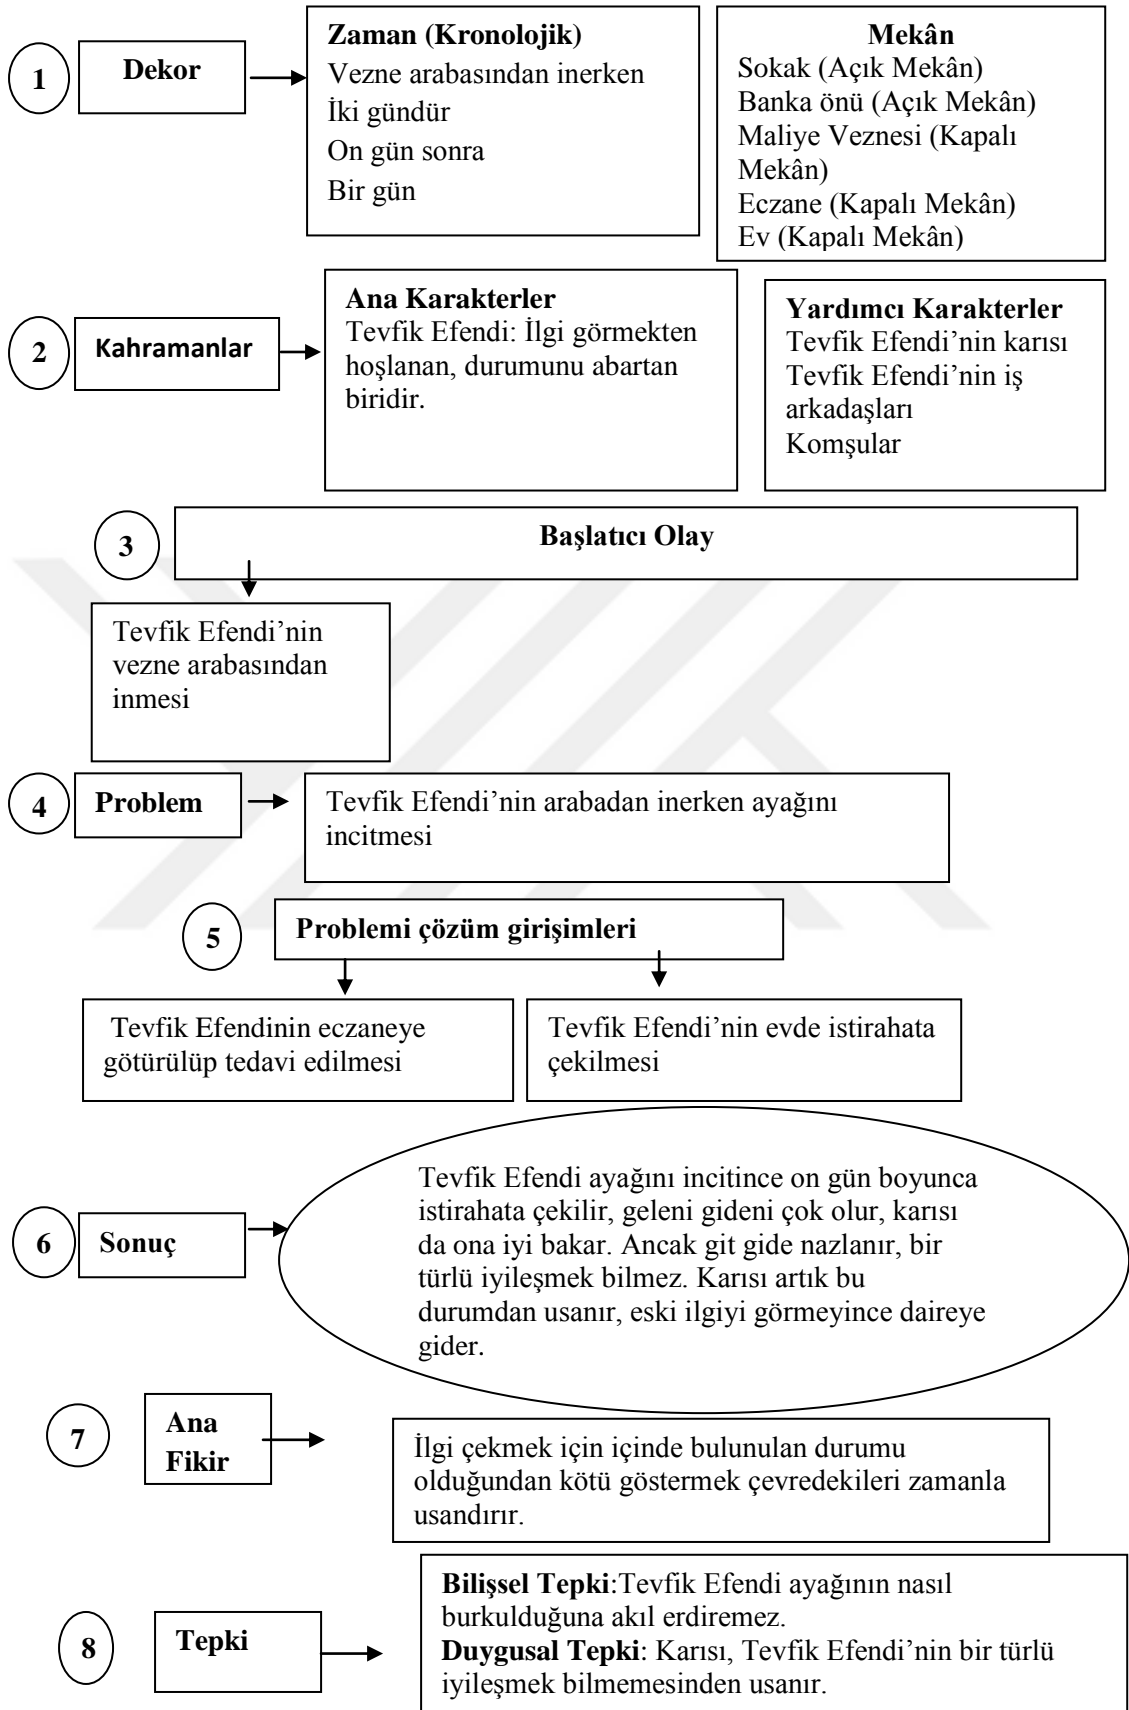 1
Dekor
Zaman (Kronolojik)
Vezne arabasından inerken
İki gündür
On gün sonra
Bir gün
Mekân
Sokak (Açık Mekân)
Banka önü (Açık Mekân)
Maliye Veznesi (Kapalı
Mekân)
Eczane (Kapalı Mekân)
Ev (Kapalı Mekân)
2
Kahramanlar
Ana Karakterler
Tevfik Efendi: İlgi görmekten
hoşlanan, durumunu abartan
biridir.
Yardımcı Karakterler
Tevfik Efendi’nin karısı
Tevfik Efendi’nin iş
arkadaşları
Komşular
3
Başlatıcı Olay
Tevfik Efendi’nin
vezne arabasından
inmesi
4
Problem
Tevfik Efendi’nin arabadan inerken ayağını
incitmesi
5
Problemi çözüm girişimleri
Tevfik Efendinin eczaneye
götürülüp tedavi edilmesi
Tevfik Efendi’nin evde istirahata
çekilmesi
6
Sonuç
Tevfik Efendi ayağını incitince on gün boyunca
istirahata çekilir, geleni gideni çok olur, karısı
da ona iyi bakar. Ancak git gide nazlanır, bir
türlü iyileşmek bilmez. Karısı artık bu
durumdan usanır, eski ilgiyi görmeyince daireye
gider.
7
Ana
Fikir
İlgi çekmek için içinde bulunulan durumu
olduğundan kötü göstermek çevredekileri zamanla
usandırır.
8
Tepki
Bilişsel Tepki:Tevfik Efendi ayağının nasıl
burkulduğuna akıl erdiremez.
Duygusal Tepki: Karısı, Tevfik Efendi’nin bir türlü
iyileşmek bilmemesinden usanır.